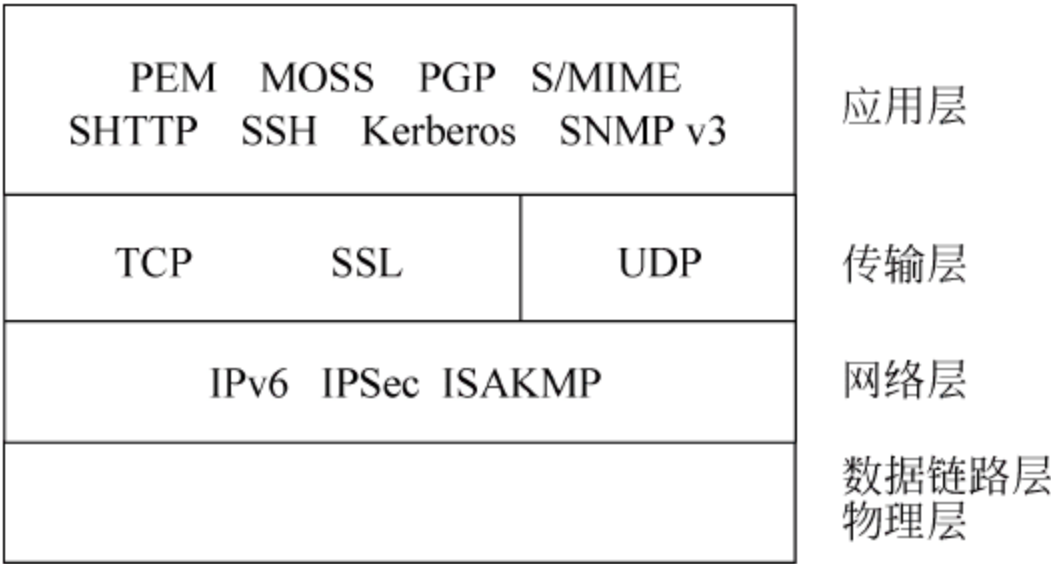 PEM MOSS PGP S/MIME
SHTTP SSH Kerberos SNMP v3
应用层
TCP SSL UDP
传输层
IPv6 IPSec ISAKMP
网络层
数据链路层
物理层